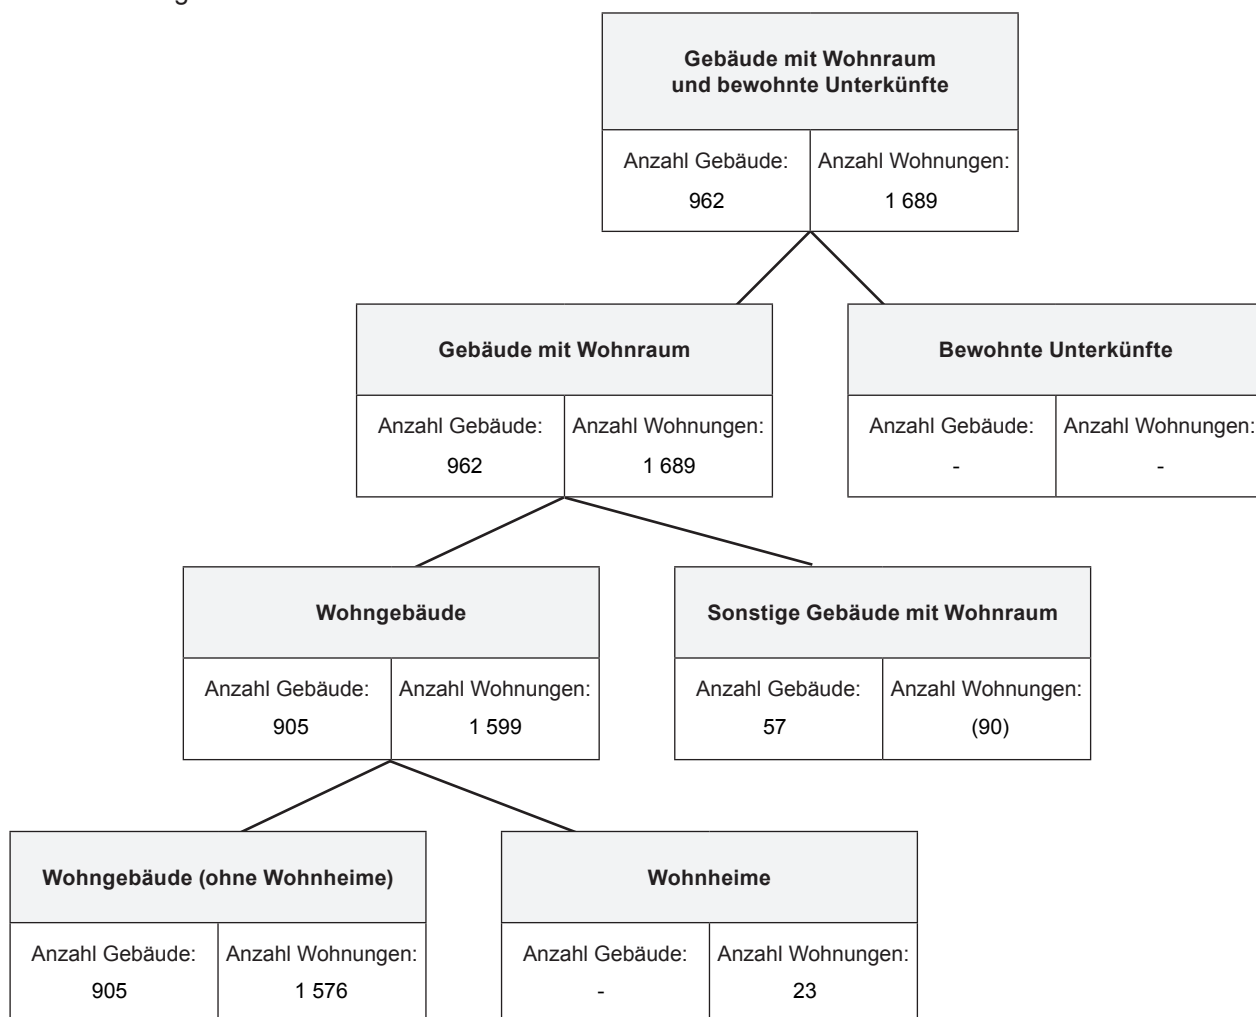 Gebäude mit Wohnraum
und bewohnte Unterkünfte
Anzahl Gebäude: Anzahl Wohnungen:
962 1 689
Gebäude mit Wohnraum Bewohnte Unterkünfte
Anzahl Gebäude: Anzahl Wohnungen: Anzahl Gebäude: Anzahl Wohnungen:
962 1 689 - -
Wohngebäude Sonstige Gebäude mit Wohnraum
Anzahl Gebäude: Anzahl Wohnungen: Anzahl Gebäude: Anzahl Wohnungen:
905 1 599 57 (90)
Wohngebäude (ohne Wohnheime) Wohnheime
Anzahl Gebäude: Anzahl Wohnungen: Anzahl Gebäude: Anzahl Wohnungen:
905 1 576 - 23